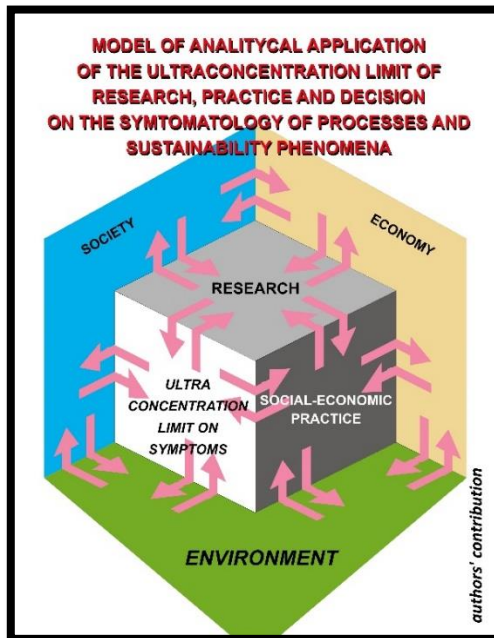 MODEL OF ANALITYCAL APPLICATION
OF THE ULTRACONCENTRATION LIMIT OF
RESEARCH, PRACTICE AND DECISION
ON THE SYMTOMATOLOGY OF PROCESSES AND
SUSTAINABILITY PHENOMENA
SOCIETY
ECONOMY
RESEARCH
ULTRA
CONCENTRATION
LIMIT ON
SYMPTOMS
SOCIAL-ECONOMIC
PRACTICE
ENVIRONMENT
authors' contribution